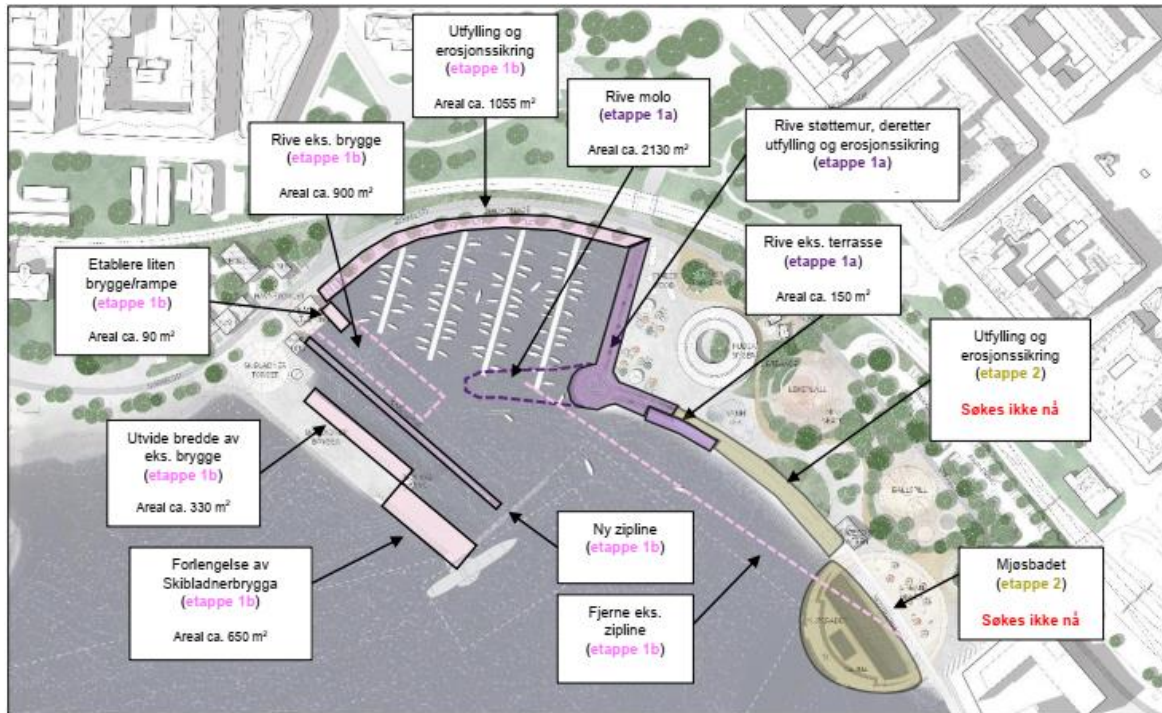 Utfylling og
erosjonssikring
(etappe 1b)
Areal ca. 1055 m²
Rive molo
(etappe 1a)
Areal ca. 2130 m²
Rive støttemur, deretter
utfylling og erosjonssikring
(etappe 1a)
Rive eks. brygge
(etappe 1b)
Areal ca. 900 m²
Rive eks. terrasse
(etappe 1a)
Areal ca. 150 m²
Etablere liten
brygge/rampe
(etappe 1b)
Areal ca. 90 m²
Utfylling og
erosjonssikring
(etappe 2)
Søkes ikke nå
Utvide bredde av
eks. brygge
(etappe 1b)
Areal ca. 330 m²
Ny zipline
(etappe 1b)
Mjøsbadet
(etappe 2)
Søkes ikke nå
Forlengelse av
Skibladnerbrygga
(etappe 1b)
Areal ca. 650 m²
Fjerne eks.
zipline
(etappe 1b)